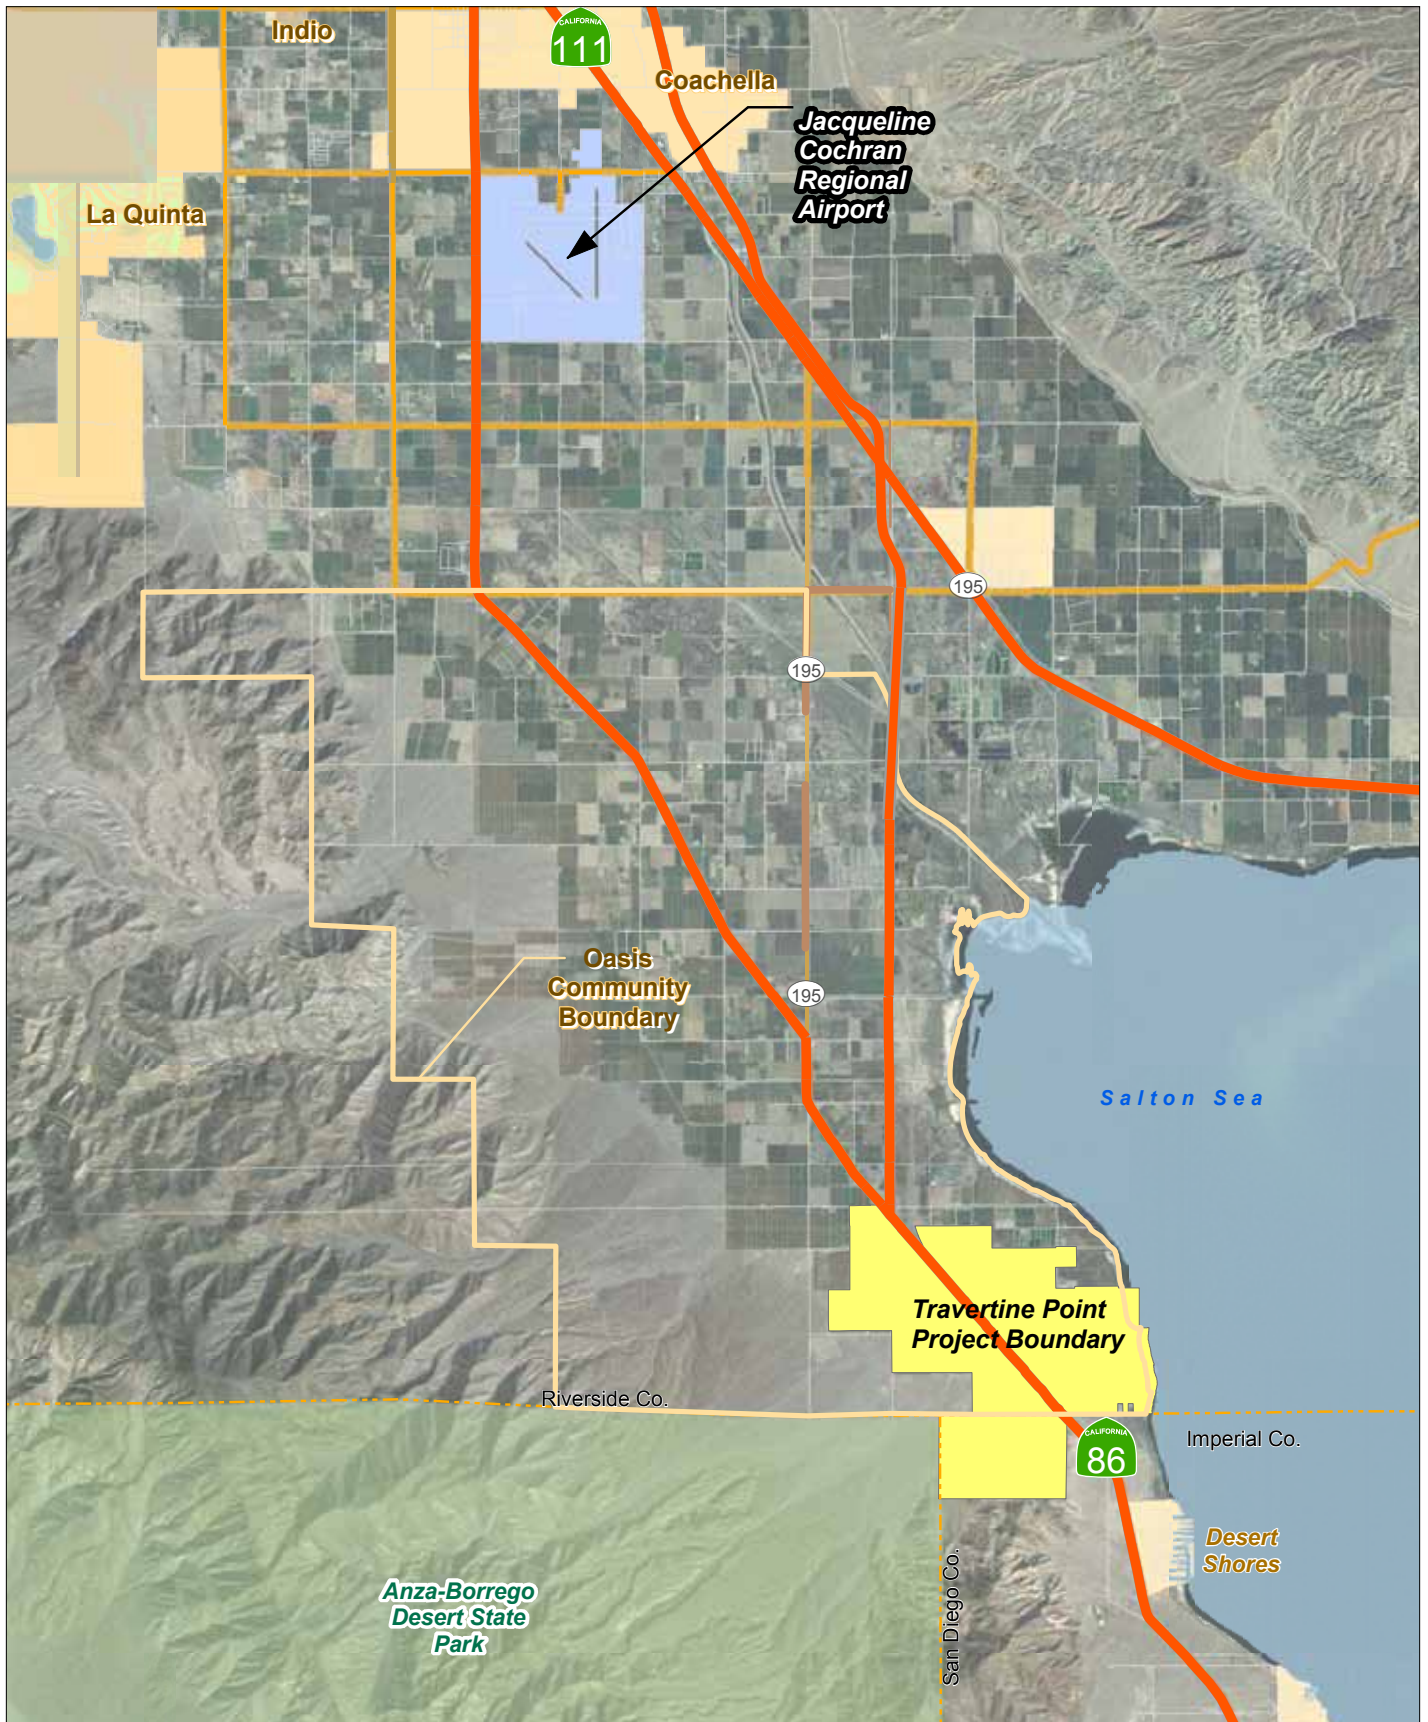 Indio
CALIFORNIA
111
Coachella
Jacqueline
Cochran
Regional
Airport
La Quinta
195
195
Oasis
Community
Boundary
195
Salton Sea
Travertine Point
Project Boundary
Riverside Co.
Imperial Co.
CALIFORNIA
86
Desert
Shores
San Diego Co.
Anza-Borrego
Desert State
Park